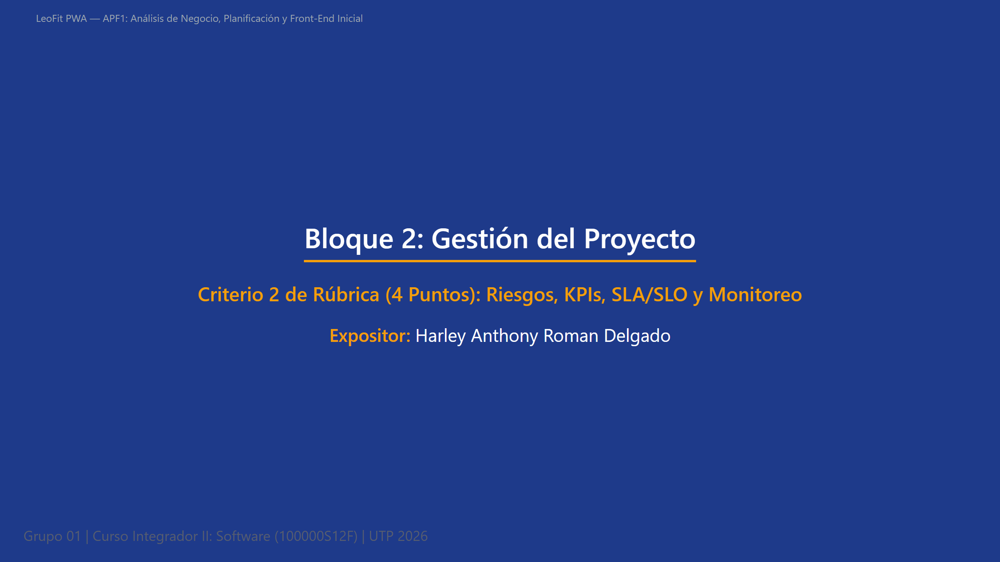 LeoFit PWA — APF1: Análisis de Negocio, Planificación y Front-End Inicial
Bloque 2: Gestión del Proyecto
Criterio 2 de Rúbrica (4 Puntos): Riesgos, KPIs, SLA/SLO y Monitoreo
Expositor: Harley Anthony Roman Delgado
Grupo 01 | Curso Integrador II: Software (100000S12F) | UTP 2026